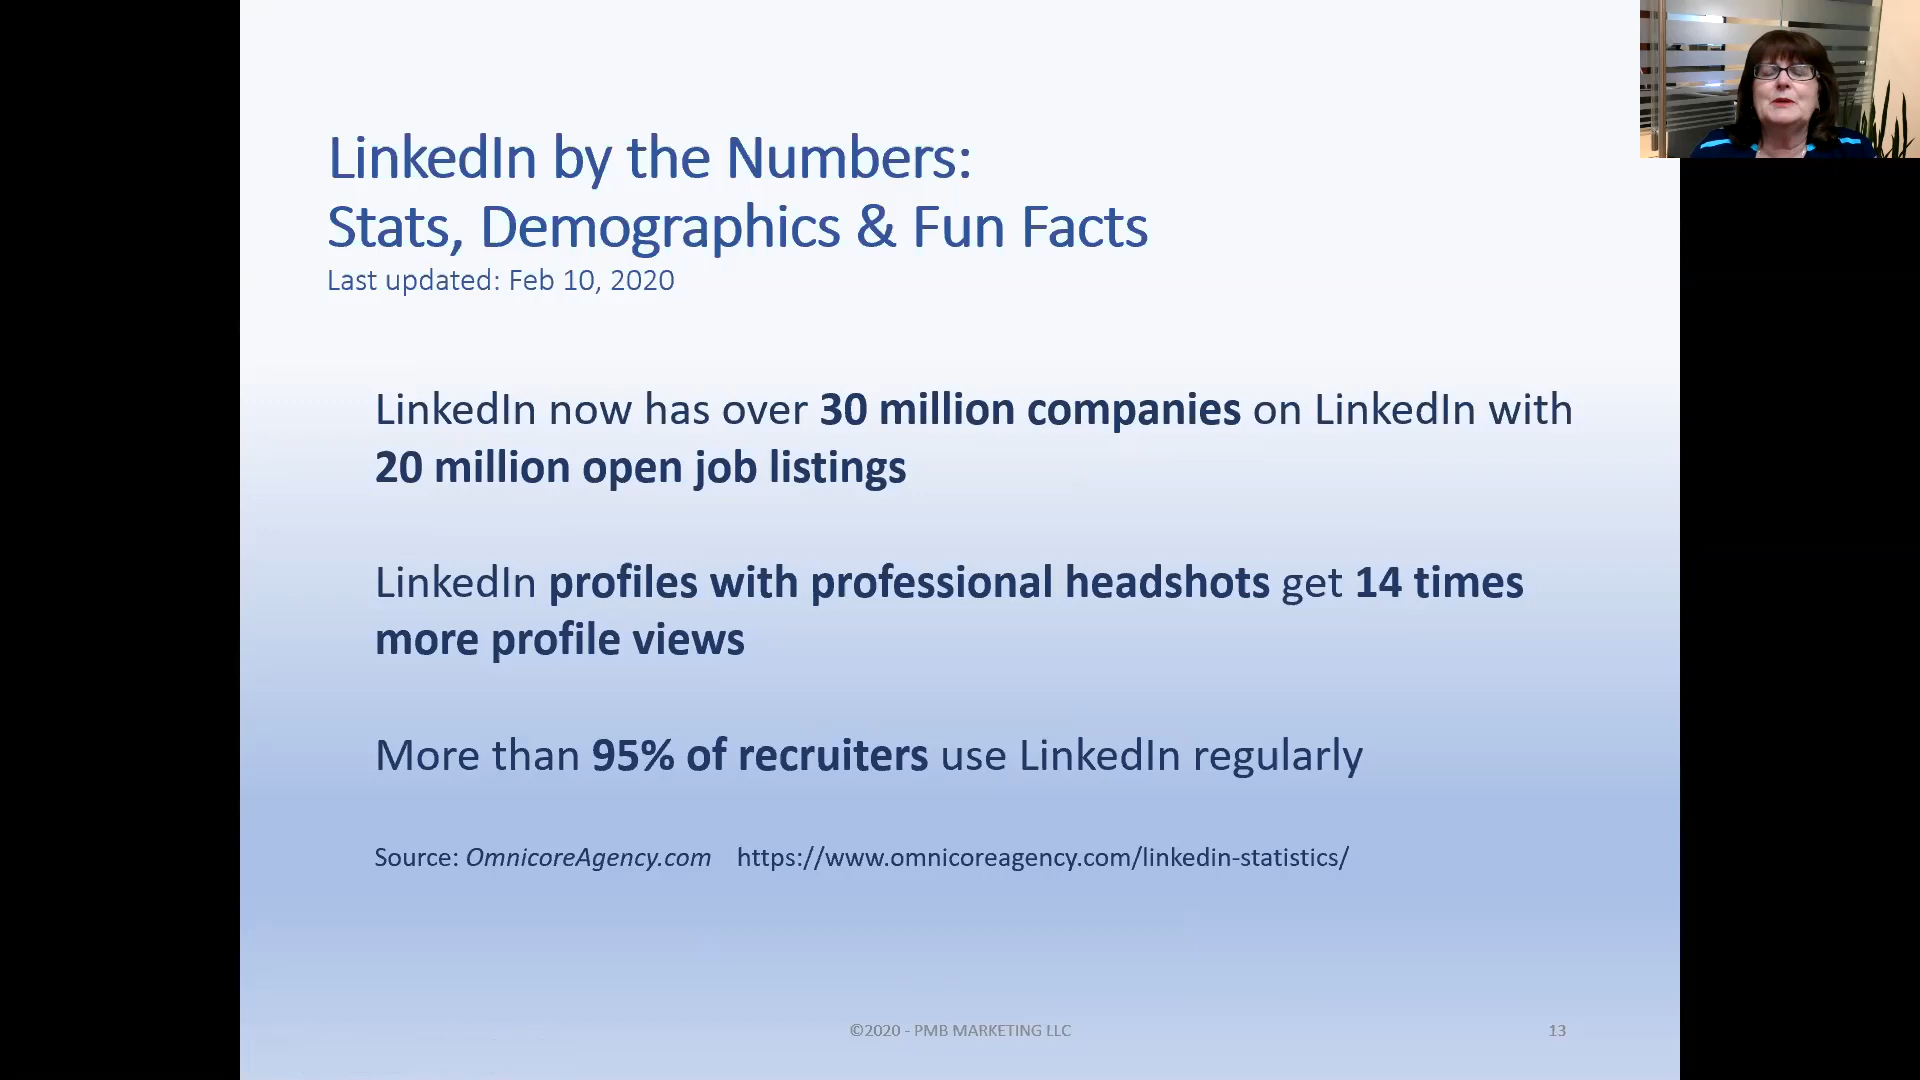 LinkedIn by the Numbers:
Stats, Demographics & Fun Facts
Last updated: Feb 10, 2020
LinkedIn now has over 30 million companies on LinkedIn with
20 million open job listings
LinkedIn profiles with professional headshots get 14 times
more profile views
More than 95% of recruiters use LinkedIn regularly
Source: OmnicoreAgency.com https://www.omnicoreagency.com/linkedin-statistics/
©2020 - PMB MARKETING LLC
13